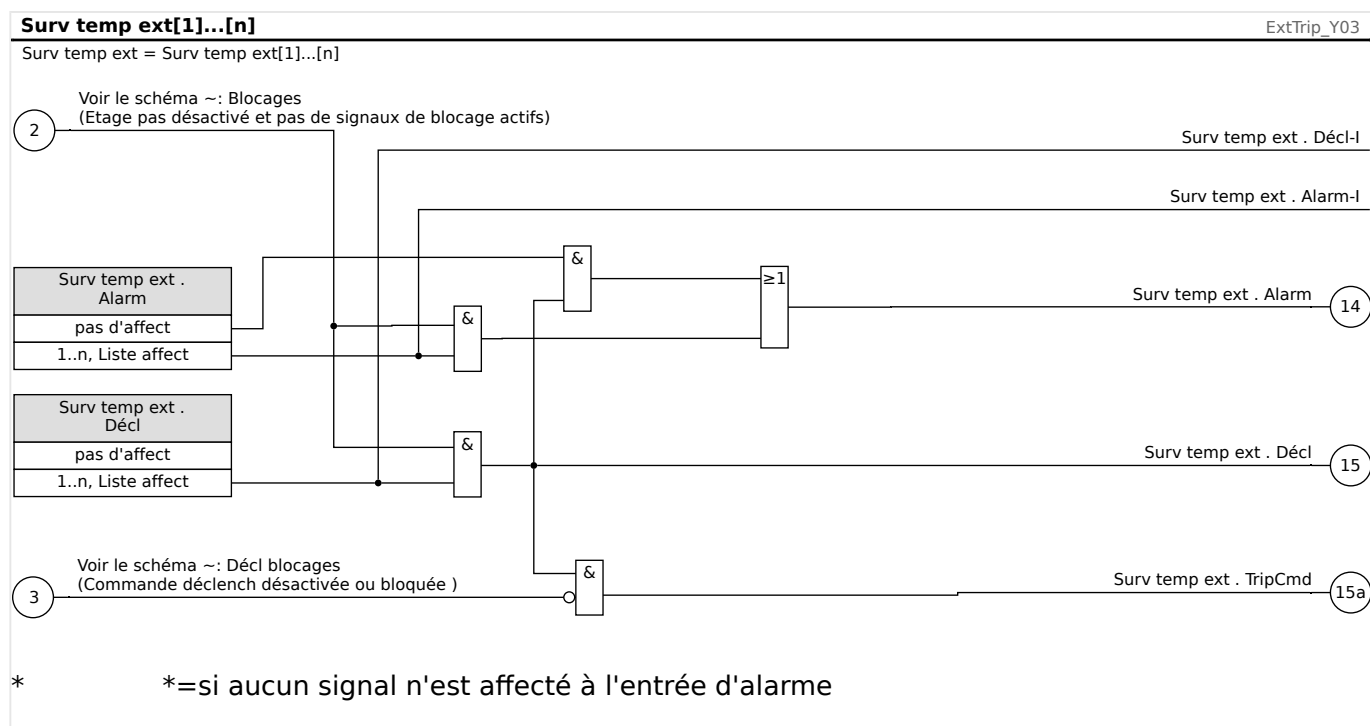 Surv temp ext[1]...[n]
ExtTrip_Y03
Surv temp ext = Surv temp ext[1]...[n]
Voir le schéma ~: Blocages
(Etage pas désactivé et pas de signaux de blocage actifs)
2
Surv temp ext . Décl-I
Surv temp ext . Alarm-I
&
Surv temp ext .
Alarm
≥1
Surv temp ext . Alarm
14
pas d'affect
&
1..n, Liste affect
Surv temp ext .
Décl
&
pas d'affect
Surv temp ext . Décl
15
1..n, Liste affect
Voir le schéma ~: Décl blocages
(Commande déclench désactivée ou bloquée )
3
&
Surv temp ext . TripCmd
15a
* *=si aucun signal n'est affecté à l'entrée d'alarme